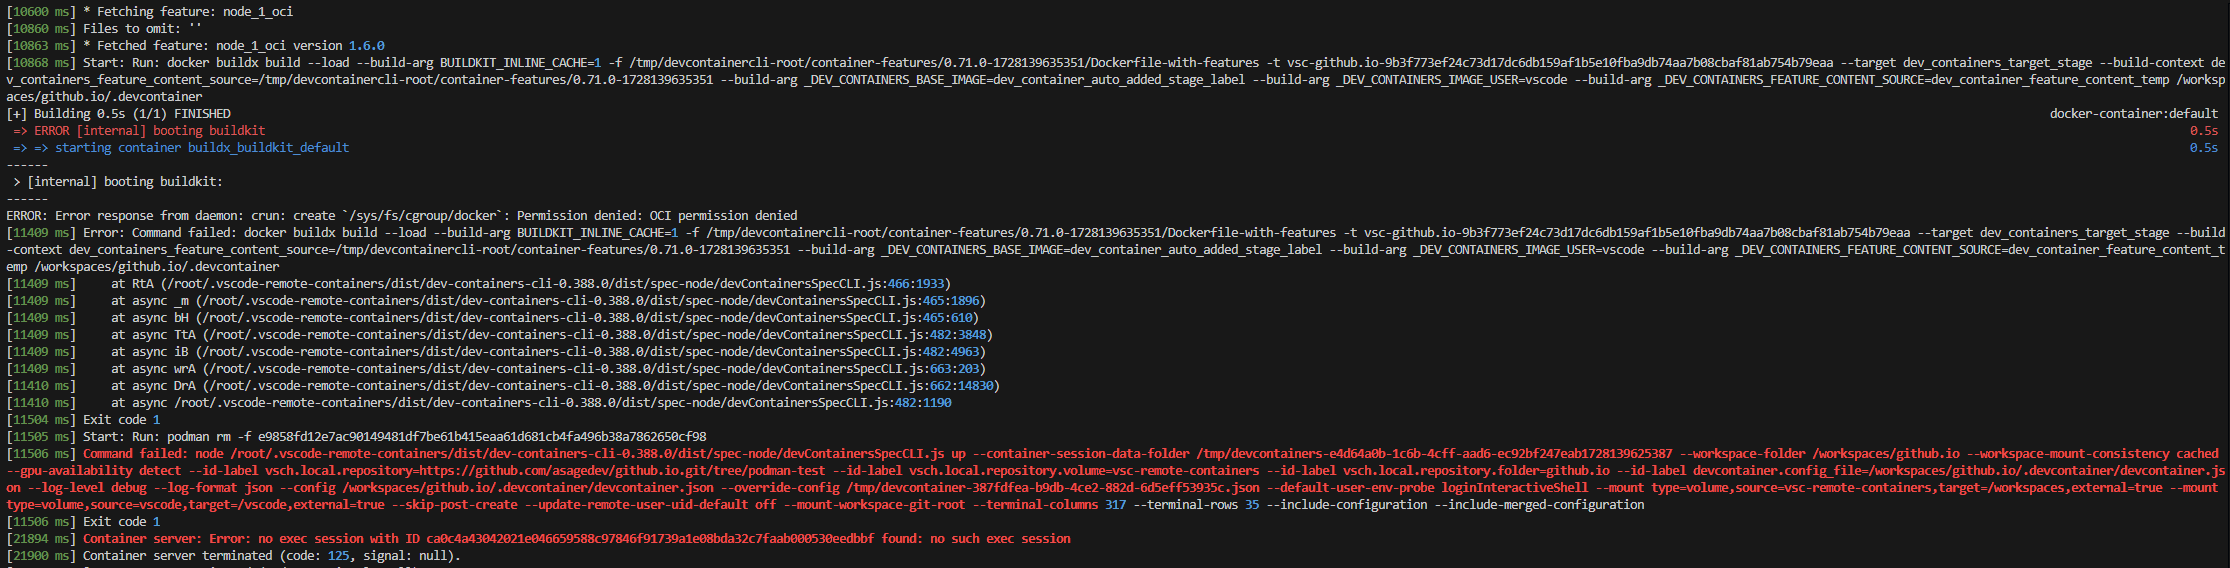 [10600 ms] * Fetching feature: node_1_oci
[10860 ms] Files to omit: ''
[10863 ms] * Fetched feature: node_1_oci version 1.6.0
[10868 ms] Start: Run: docker buildx build --load --build-arg BUILDKIT_INLINE_CACHE=1 -f /tmp/devcontainercli-root/container-features/0.71.0-1728139635351/Dockerfile-with-features -t vsc-github.io-9b3f773ef24c73d17dc6db159af1b5e10fba9db74aa7b08cbaf81ab754b79eaa --target dev_containers_target_stage --build-context de
v_containers_feature_content_source=/tmp/devcontainercli-root/container-features/0.71.0-1728139635351 --build-arg _DEV_CONTAINERS_BASE_IMAGE=dev_container_auto_added_stage_label --build-arg _DEV_CONTAINERS_IMAGE_USER=vscode --build-arg _DEV_CONTAINERS_FEATURE_CONTENT_SOURCE=dev_container_feature_content_temp /worksp
aces/github.io/.devcontainer
[+] Building 0.5s (1/1) FINISHED docker-container:default
=> ERROR [internal] booting buildkit 0.5s
=> => starting container buildx_buildkit_default 0.5s
------
> [internal] booting buildkit:
------
ERROR: Error response from daemon: crun: create `/sys/fs/cgroup/docker`: Permission denied: OCI permission denied
[11409 ms] Error: Command failed: docker buildx build --load --build-arg BUILDKIT_INLINE_CACHE=1 -f /tmp/devcontainercli-root/container-features/0.71.0-1728139635351/Dockerfile-with-features -t vsc-github.io-9b3f773ef24c73d17dc6db159af1b5e10fba9db74aa7b08cbaf81ab754b79eaa --target dev_containers_target_stage --build
-context dev_containers_feature_content_source=/tmp/devcontainercli-root/container-features/0.71.0-1728139635351 --build-arg _DEV_CONTAINERS_BASE_IMAGE=dev_container_auto_added_stage_label --build-arg _DEV_CONTAINERS_IMAGE_USER=vscode --build-arg _DEV_CONTAINERS_FEATURE_CONTENT_SOURCE=dev_container_feature_content_t
emp /workspaces/github.io/.devcontainer
[11409 ms]     at RtA (/root/.vscode-remote-containers/dist/dev-containers-cli-0.388.0/dist/spec-node/devContainersSpecCLI.js:466:1933)
[11409 ms]     at async _m (/root/.vscode-remote-containers/dist/dev-containers-cli-0.388.0/dist/spec-node/devContainersSpecCLI.js:465:1896)
[11409 ms]     at async bH (/root/.vscode-remote-containers/dist/dev-containers-cli-0.388.0/dist/spec-node/devContainersSpecCLI.js:465:610)
[11409 ms]     at async TtA (/root/.vscode-remote-containers/dist/dev-containers-cli-0.388.0/dist/spec-node/devContainersSpecCLI.js:482:3848)
[11409 ms]     at async iB (/root/.vscode-remote-containers/dist/dev-containers-cli-0.388.0/dist/spec-node/devContainersSpecCLI.js:482:4963)
[11409 ms]     at async wrA (/root/.vscode-remote-containers/dist/dev-containers-cli-0.388.0/dist/spec-node/devContainersSpecCLI.js:663:203)
[11410 ms]     at async DrA (/root/.vscode-remote-containers/dist/dev-containers-cli-0.388.0/dist/spec-node/devContainersSpecCLI.js:662:14830)
[11410 ms]     at async /root/.vscode-remote-containers/dist/dev-containers-cli-0.388.0/dist/spec-node/devContainersSpecCLI.js:482:1190
[11504 ms] Exit code 1
[11505 ms] Start: Run: podman rm -f e9858fd12e7ac90149481df7be61b415eaa61d681cb4fa496b38a7862650cf98
[11506 ms] Command failed: node /root/.vscode-remote-containers/dist/dev-containers-cli-0.388.0/dist/spec-node/devContainersSpecCLI.js up --container-session-data-folder /tmp/devcontainers-e4d64a0b-1c6b-4cff-aad6-ec92bf247eab1728139625387 --workspace-folder /workspaces/github.io --workspace-mount-consistency cached
--gpu-availability detect --id-label vsch.local.repository=https://github.com/asagedev/github.io.git/tree/podman-test --id-label vsch.local.repository.volume=vsc-remote-containers --id-label vsch.local.repository.folder=github.io --id-label devcontainer.config_file=/workspaces/github.io/.devcontainer/devcontainer.js
on --log-level debug --log-format json --config /workspaces/github.io/.devcontainer/devcontainer.json --override-config /tmp/devcontainer-387fdfea-b9db-4ce2-882d-6d5eff53935c.json --default-user-env-probe loginInteractiveShell --mount type=volume,source=vsc-remote-containers,target=/workspaces,external=true --mount
type=volume,source=vscode,target=/vscode,external=true --skip-post-create --update-remote-user-uid-default off --mount-workspace-git-root --terminal-columns 317 --terminal-rows 35 --include-configuration --include-merged-configuration
[11506 ms] Exit code 1
[21894 ms] Container server: Error: no exec session with ID ca0c4a43042021e046659588c97846f91739a1e08bda32c7faab000530eedbbf found: no such exec session
[21900 ms] Container server terminated (code: 125, signal: null).